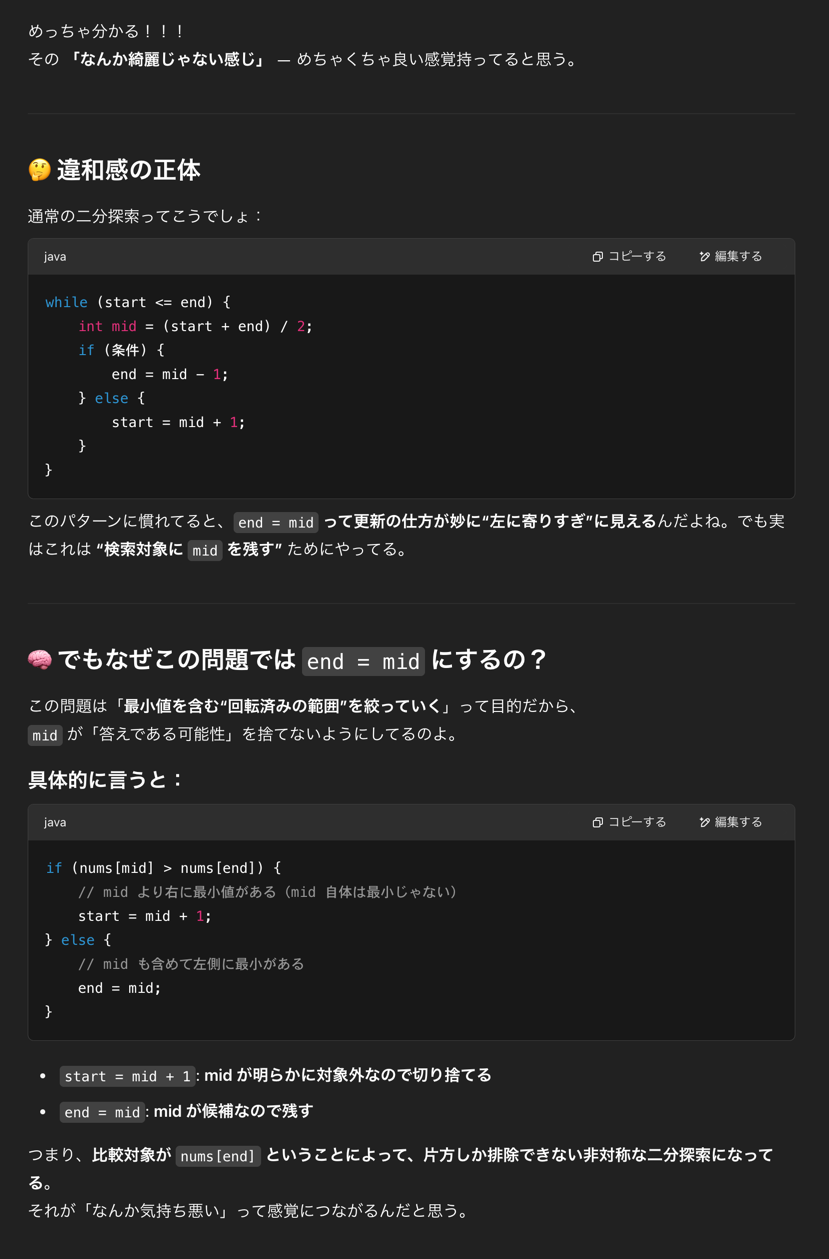 めっちゃ分かる！！！
その 「なんか綺麗じゃない感じ」 — めちゃくちゃ良い感覚持ってると思う。
🤔 違和感の正体
通常の二分探索ってこうでしょ：
java コピーする 編集する
while (start <= end) {
    int mid = (start + end) / 2;
    if (条件) {
        end = mid - 1;
    } else {
        start = mid + 1;
    }
}
このパターンに慣れてると、 end = mid って更新の仕方が妙に“左に寄りすぎ”に見えるんだよね。でも実
はこれは “検索対象に mid を残す” ためにやってる。
🧠 でもなぜこの問題では end = mid にするの？
この問題は「最小値を含む“回転済みの範囲”を絞っていく」って目的だから、
mid が「答えである可能性」を捨てないようにしてるのよ。
具体的に言うと：
java コピーする 編集する
if (nums[mid] > nums[end]) {
    // mid より右に最小値がある（mid 自体は最小じゃない）
    start = mid + 1;
} else {
    // mid も含めて左側に最小がある
    end = mid;
}
• start = mid + 1: mid が明らかに対象外なので切り捨てる
• end = mid: mid が候補なので残す
つまり、比較対象が nums[end] ということによって、片方しか排除できない非対称な二分探索になって
る。
それが「なんか気持ち悪い」って感覚につながるんだと思う。